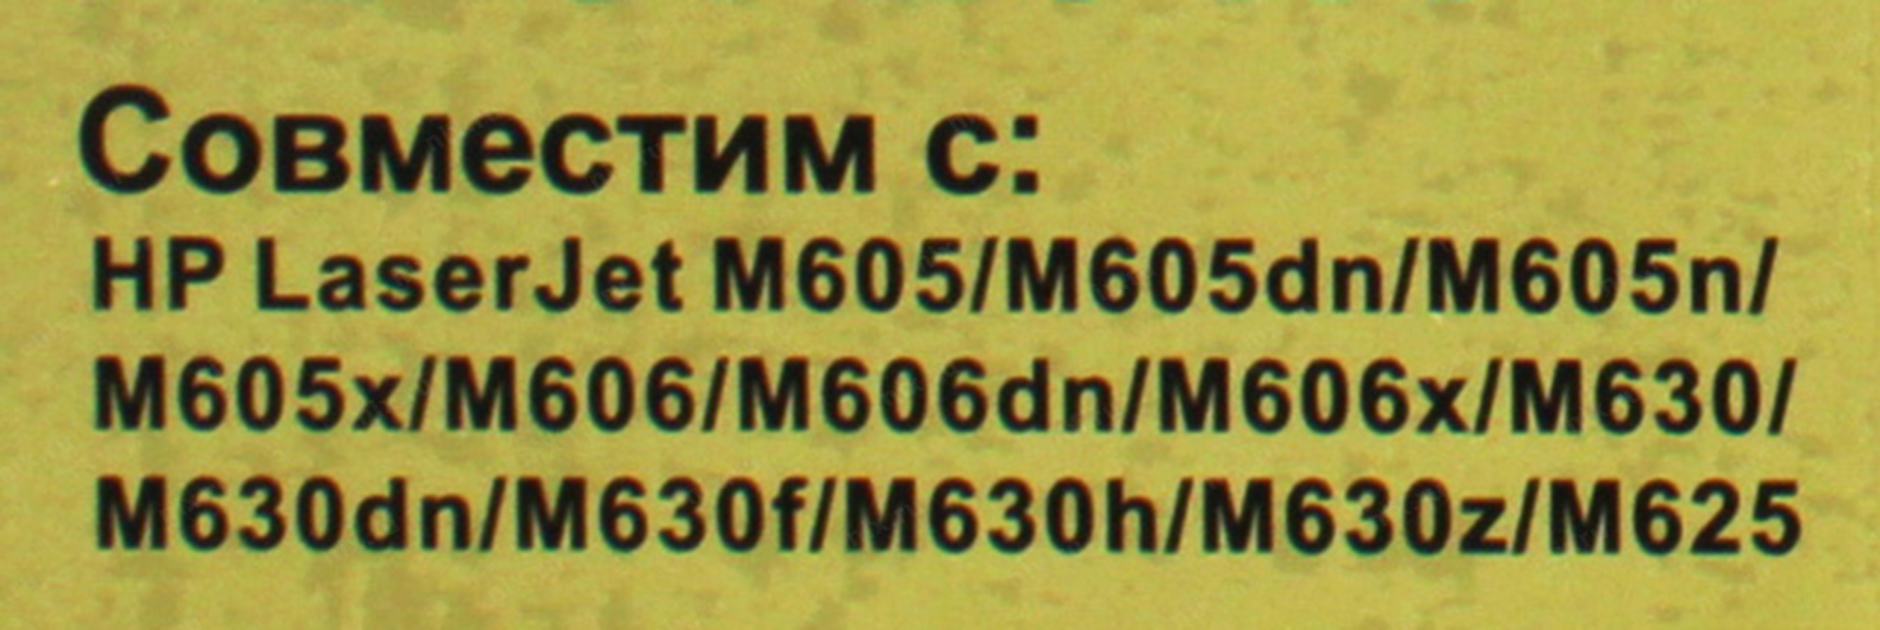 Совместим с:
HP LaserJet M605/M605dn/M605n/
M605x/M606/M606dn/M606x/M630/
M630dn/M630f/M630h/M630z/M625